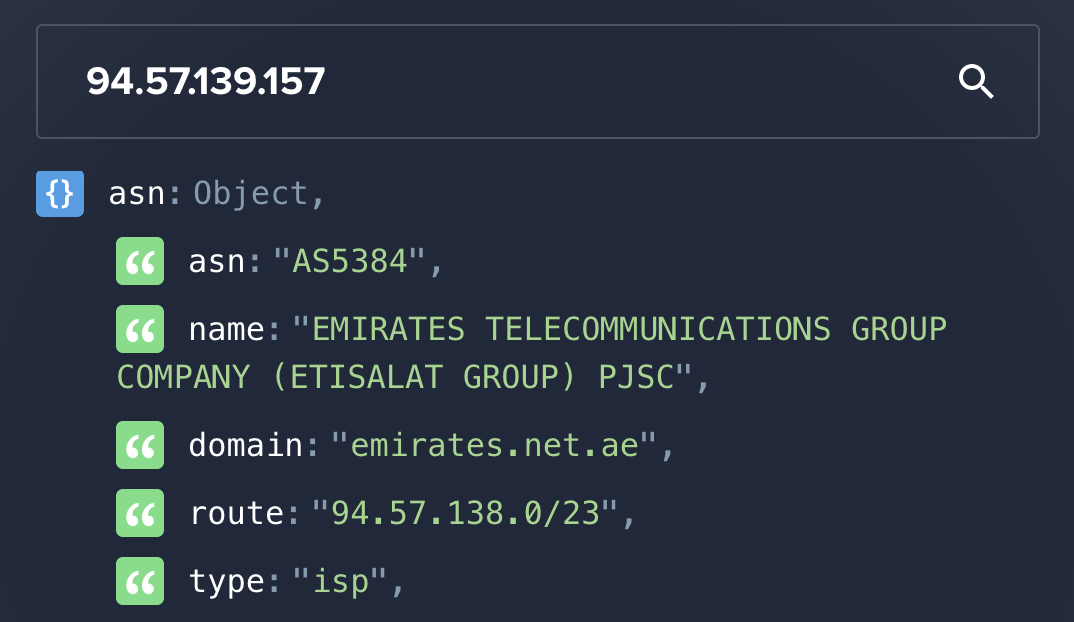 94.57.139.157
{} asn: Object,
“ asn: "AS5384",
“ name: "EMIRATES TELECOMMUNICATIONS GROUP
COMPANY (ETISALAT GROUP) PJSC",
“ domain: "emirates.net.ae",
“ route: "94.57.138.0/23",
“ type: "isp",